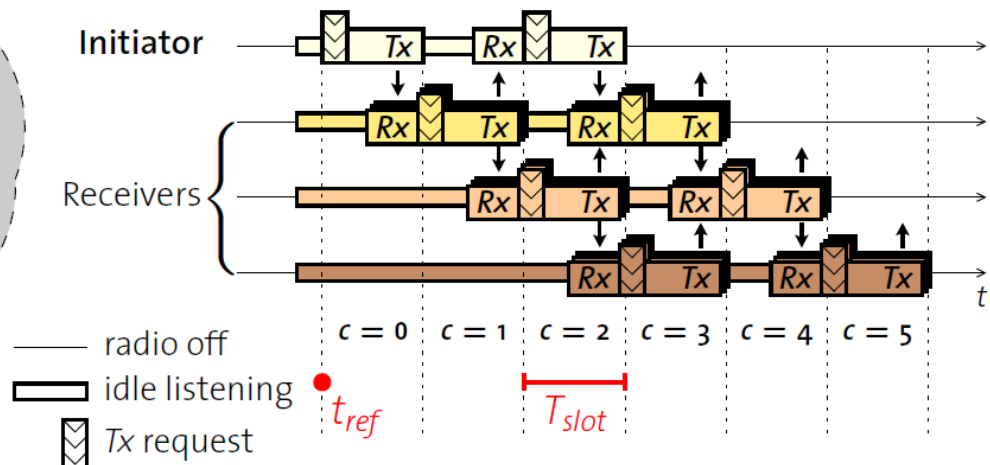 Initiator Tx Rx Tx
Rx Tx Rx Tx
Receivers Rx Tx Rx Tx
Rx Tx Rx Tx
t
c = 0 c = 1 c = 2 c = 3 c = 4 c = 5
radio off
idle listening
t_ref T_slot
Tx request